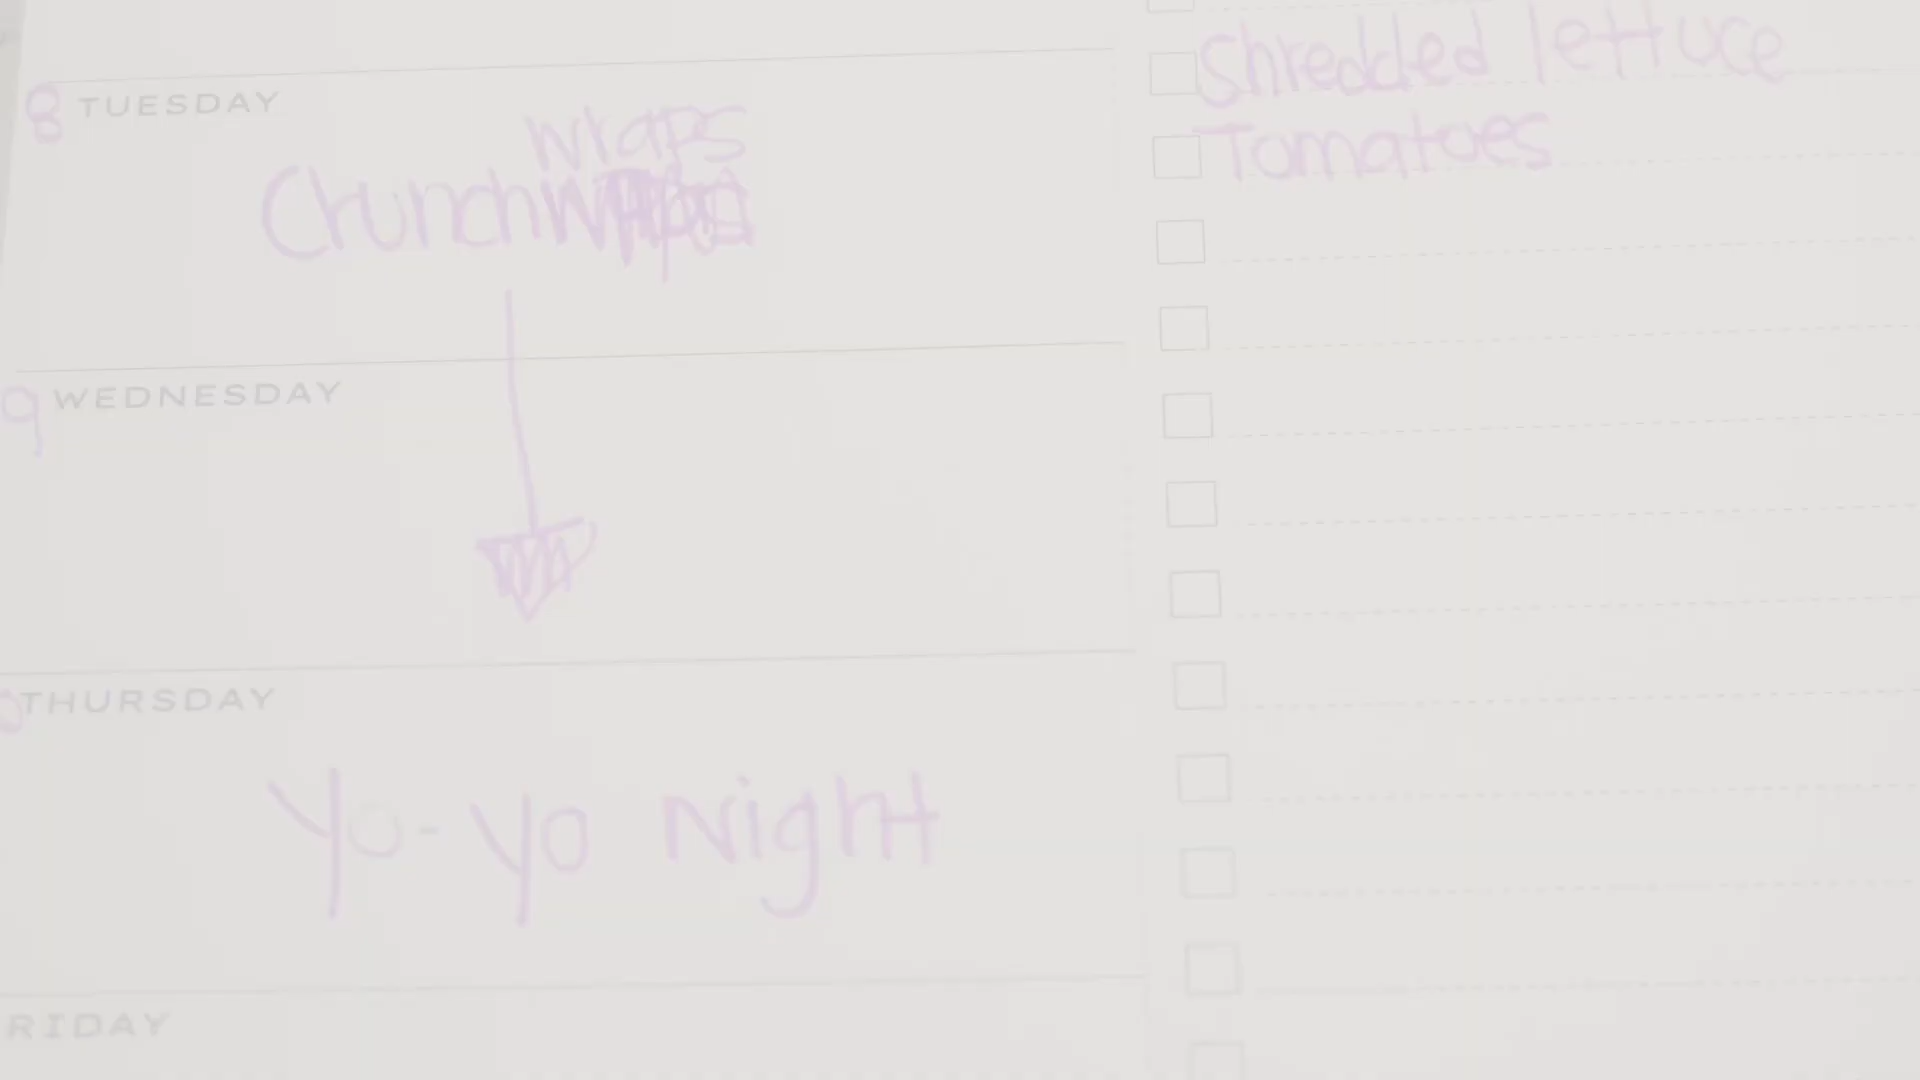 8 TUESDAY
wraps
Crunch
9 WEDNESDAY
THURSDAY
Yo-Yo Night
RIDAY
Shredded lettuce
Tomatoes